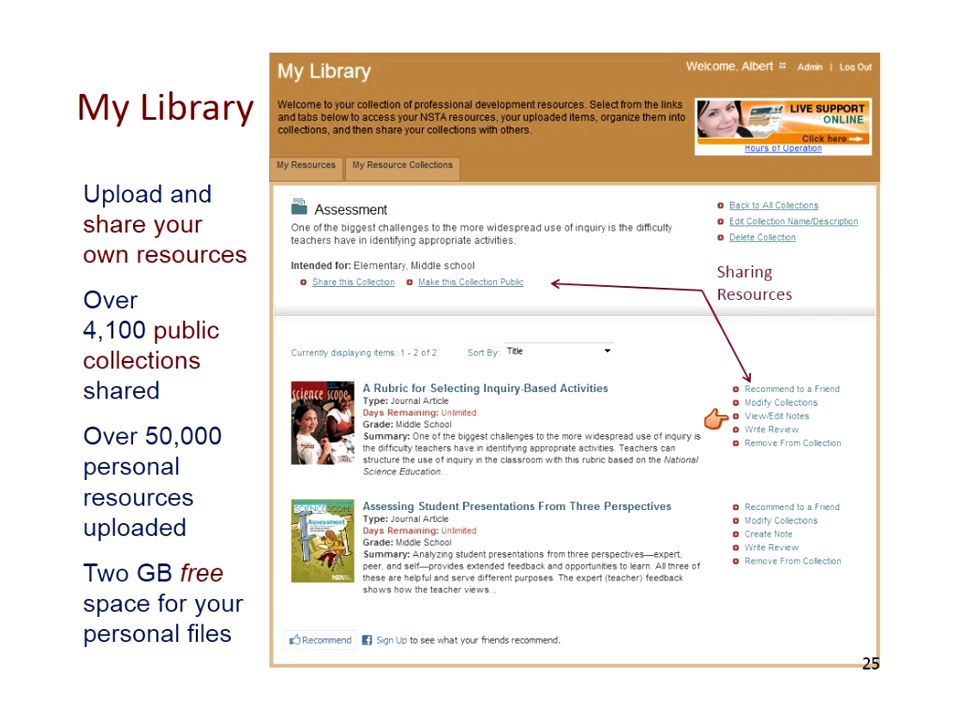 My Library
Upload and
share your
own resources
Over
4,100 public
collections
shared
Over 50,000
personal
resources
uploaded
Two GB free
space for your
personal files
My Library
Welcome, Albert
Admin | Log Out
Welcome to your collection of professional development resources. Select from the links
and tabs below to access your NSTA resources, your uploaded items, organize them into
collections, and then share your collections with others.
LIVE SUPPORT
ONLINE
Click here
Hours of Operation
My Resources
My Resource Collections
Assessment
One of the biggest challenges to the more widespread use of inquiry is the difficulty
teachers have in identifying appropriate activities.
Intended for: Elementary, Middle school
Share this Collection
Make this Collection Public
Back to All Collections
Edit Collection Name/Description
Delete Collection
Sharing
Resources
Currently displaying items: 1 - 2 of 2
Sort By: Title
science scope
A Rubric for Selecting Inquiry-Based Activities
Type: Journal Article
Days Remaining: Unlimited
Grade: Middle School
Summary: One of the biggest challenges to the more widespread use of inquiry is
the difficulty teachers have in identifying appropriate activities. Teachers can
structure the use of inquiry in the classroom with this rubric based on the National
Science Education...
Recommend to a Friend
Modify Collections
View/Edit Notes
Write Review
Remove From Collection
SCIENCE SCOPE
Assessment
Assessing Student Presentations From Three Perspectives
Type: Journal Article
Days Remaining: Unlimited
Grade: Middle School
Summary: Analyzing student presentations from three perspectives—expert,
peer, and self—provides extended feedback and opportunities to learn. All three of
these are helpful and serve different purposes. The expert (teacher) feedback
shows how the teacher views...
Recommend to a Friend
Modify Collections
Create Note
Write Review
Remove From Collection
Recommend
Sign Up to see what your friends recommend.
25